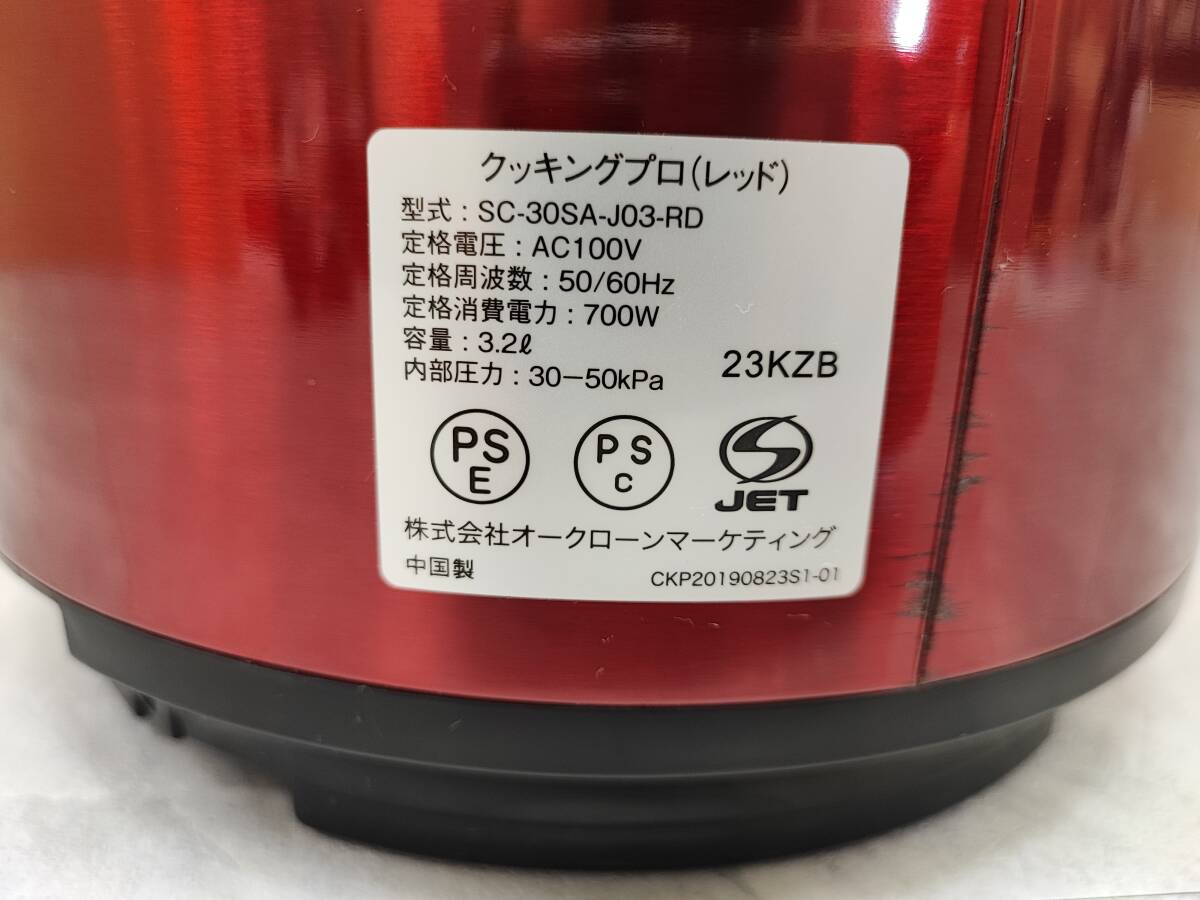 クッキングプロ(レッド)
型式：SC-30SA-J03-RD
定格電圧：AC100V
定格周波数：50/60Hz
定格消費電力：700W
容量：3.2ℓ
内部圧力：30－50kPa
23KZB
PS
E
PS
C
JET
株式会社オークローンマーケティング
中国製
CKP20190823S1-01